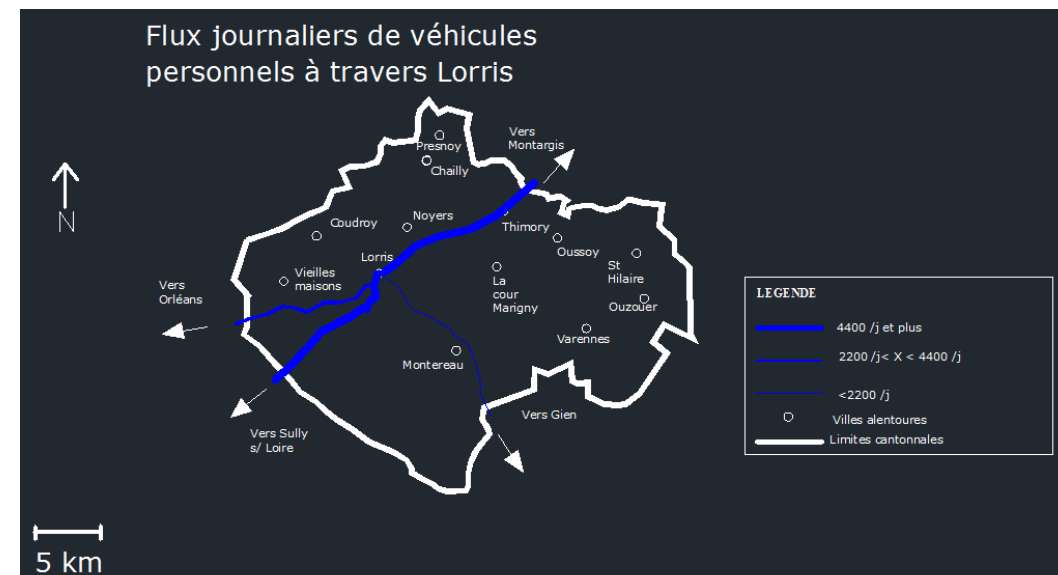 Flux journaliers de véhicules
personnels à travers Lorris
N
Vers
Montargis
Presnoy
Chailly
Coudroy
Noyers
Thimory
Oussoy
Lorris
St
Hilaire
Vieilles
maisons
La
cour
Marigny
Ouzouer
Vers
Orléans
Varennes
Montereau
Vers Gien
Vers Sully
s/ Loire
LEGENDE
4400 /j et plus
2200 /j< X < 4400 /j
<2200 /j
Villes alentoures
Limites cantonnales
5 km